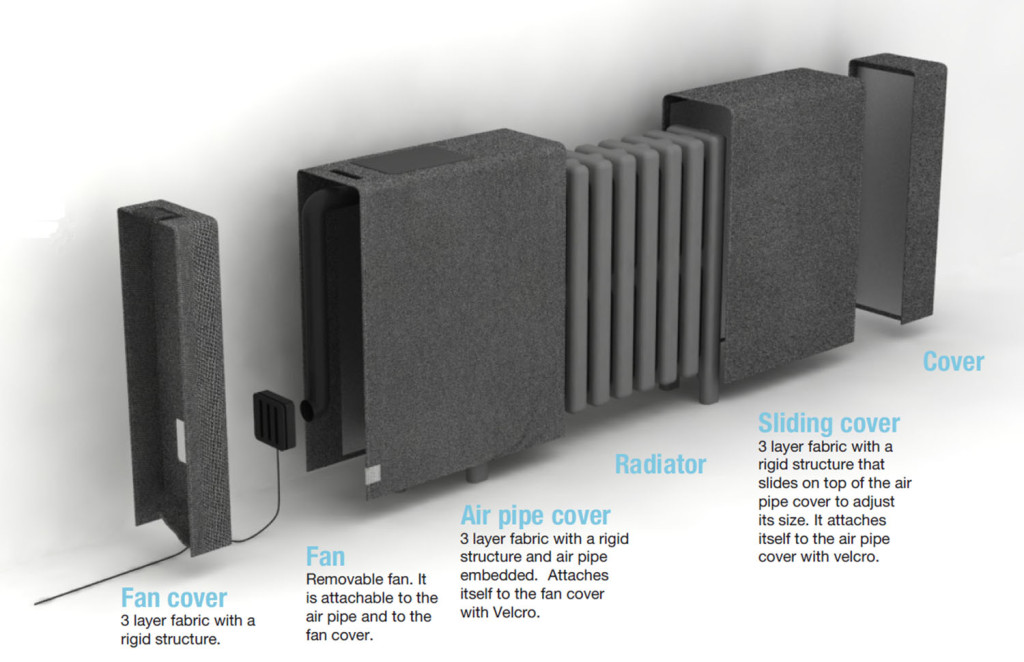 Fan cover
3 layer fabric with a
rigid structure.
Fan
Removable fan. It
is attachable to the
air pipe and to the
fan cover.
Air pipe cover
3 layer fabric with a rigid
structure and air pipe
embedded.  Attaches
itself to the fan cover
with Velcro.
Radiator
Sliding cover
3 layer fabric with a
rigid structure that
slides on top of the air
pipe cover to adjust
its size. It attaches
itself to the air pipe
cover with velcro.
Cover